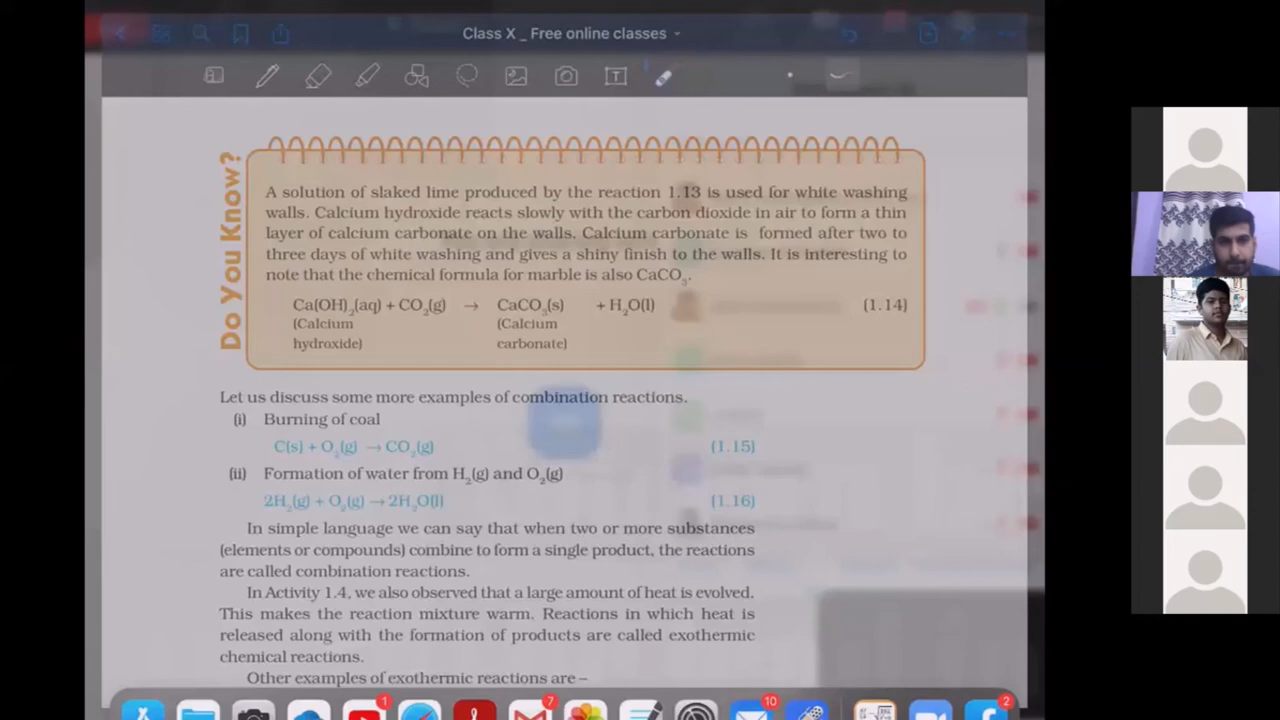 Class X _ Free online classes
T
Do You Know?
A solution of slaked lime produced by the reaction 1.13 is used for white washing
walls. Calcium hydroxide reacts slowly with the carbon dioxide in air to form a thin
layer of calcium carbonate on the walls. Calcium carbonate is formed after two to
three days of white washing and gives a shiny finish to the walls. It is interesting to
note that the chemical formula for marble is also CaCO₃.
Ca(OH)₂(aq) + CO₂(g) → CaCO₃(s) + H₂O(l) (1.14)
(Calcium (Calcium
hydroxide) carbonate)
Let us discuss some more examples of combination reactions.
(i) Burning of coal
C(s) + O₂(g) → CO₂(g) (1.15)
(ii) Formation of water from H₂(g) and O₂(g)
2H₂(g) + O₂(g) → 2H₂O(l) (1.16)
In simple language we can say that when two or more substances
(elements or compounds) combine to form a single product, the reactions
are called combination reactions.
In Activity 1.4, we also observed that a large amount of heat is evolved.
This makes the reaction mixture warm. Reactions in which heat is
released along with the formation of products are called exothermic
chemical reactions.
Other examples of exothermic reactions are –
1
7
10
2